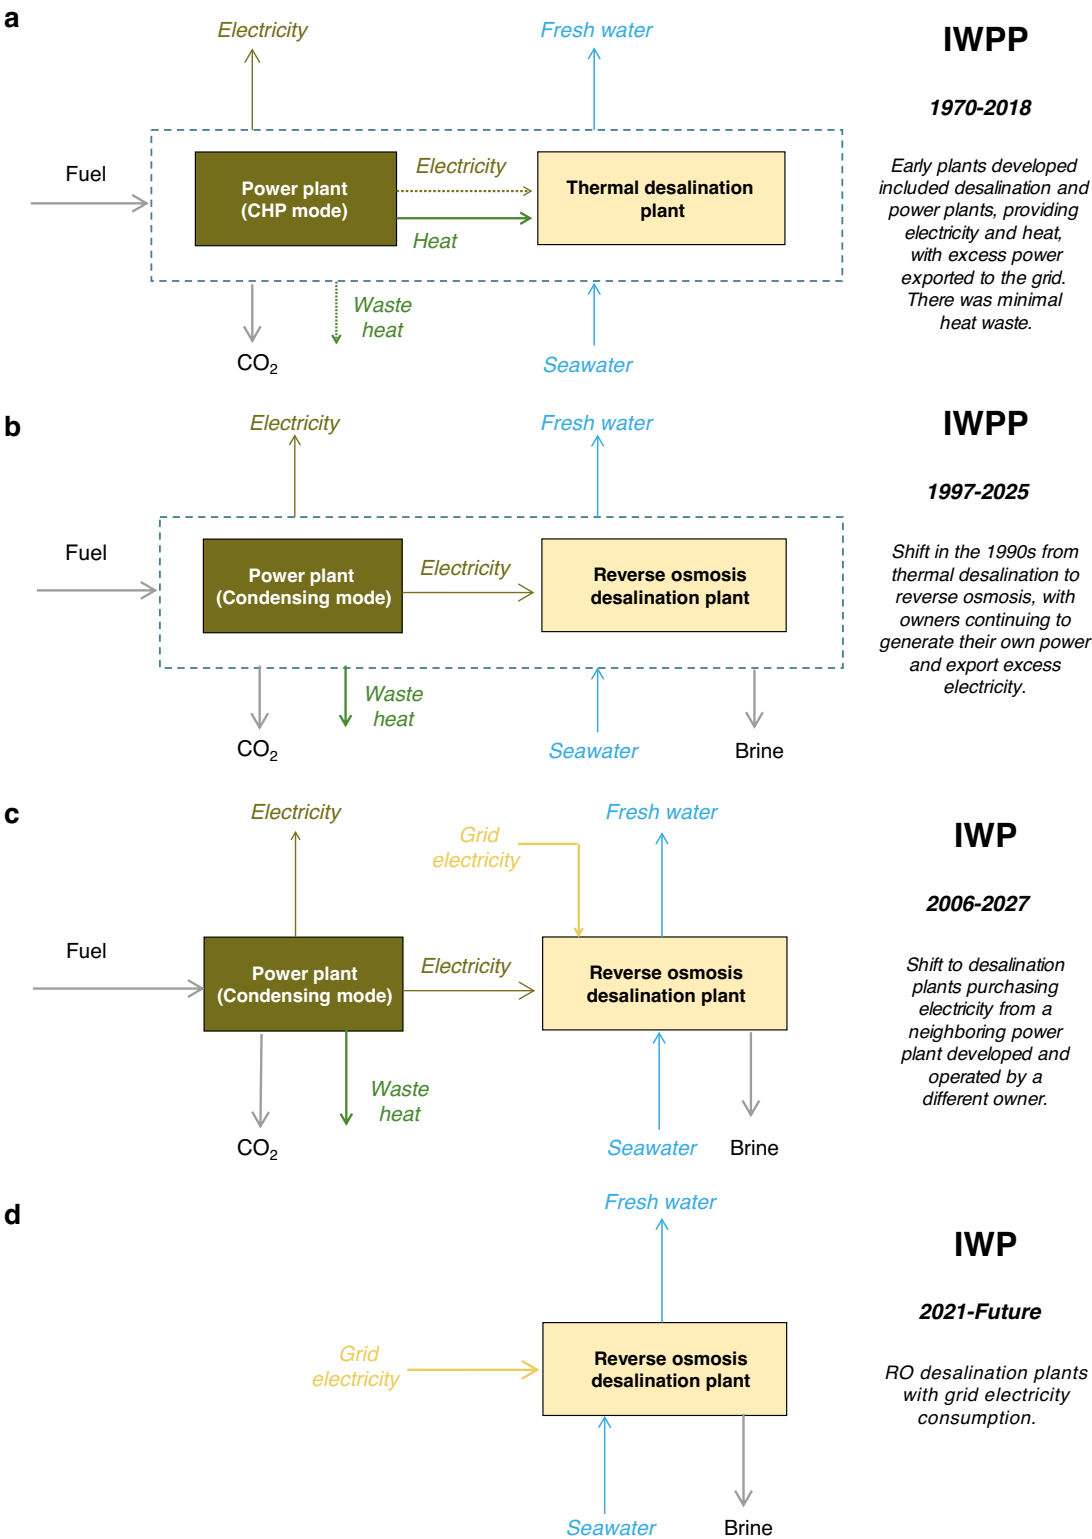 a
Electricity
Fresh water
IWPP
1970-2018
Fuel
Power plant
(CHP mode)
Electricity
Heat
Thermal desalination
plant
Early plants developed
included desalination and
power plants, providing
electricity and heat,
with excess power
exported to the grid.
There was minimal
heat waste.
Waste
heat
CO₂
Seawater
b
Electricity
Fresh water
IWPP
1997-2025
Fuel
Power plant
(Condensing mode)
Electricity
Reverse osmosis
desalination plant
Shift in the 1990s from
thermal desalination to
reverse osmosis, with
owners continuing to
generate their own power
and export excess
electricity.
Waste
heat
CO₂
Seawater
Brine
c
Electricity
Grid
electricity
Fresh water
IWP
2006-2027
Fuel
Power plant
(Condensing mode)
Electricity
Reverse osmosis
desalination plant
Shift to desalination
plants purchasing
electricity from a
neighboring power
plant developed and
operated by a
different owner.
Waste
heat
CO₂
Seawater
Brine
d
Fresh water
IWP
2021-Future
Grid
electricity
Reverse osmosis
desalination plant
RO desalination plants
with grid electricity
consumption.
Seawater
Brine